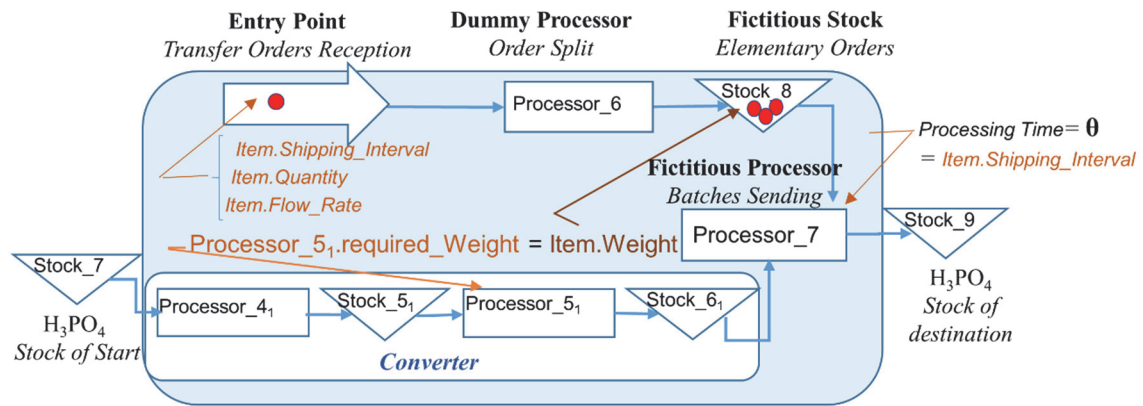 Entry Point
Transfer Orders Reception
Dummy Processor
Order Split
Fictitious Stock
Elementary Orders
Processor_6
Stock_8
Item.Shipping_Interval
Item.Quantity
Item.Flow_Rate
Processing Time= θ
= Item.Shipping_Interval
Fictitious Processor
Batches Sending
Processor_5₁.required_Weight = Item.Weight
Processor_7
Stock_9
H₃PO₄
Stock of
destination
Stock_7
H₃PO₄
Stock of Start
Processor_4₁
Stock_5₁
Processor_5₁
Stock_6₁
Converter